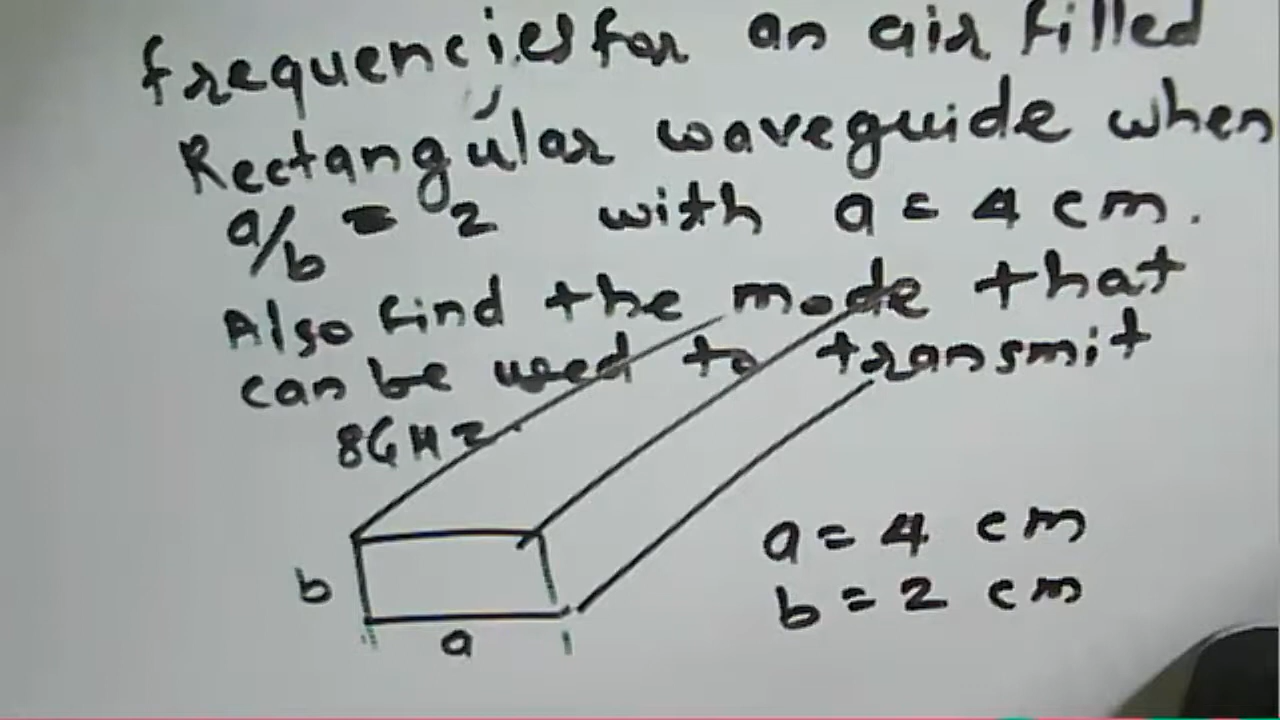 frequencies for an air filled
Rectangular waveguide when
a/b = 2 with a = 4 cm.
Also find the mode that
can be used to transmit
8GHz.
a = 4 cm
b = 2 cm
b
a